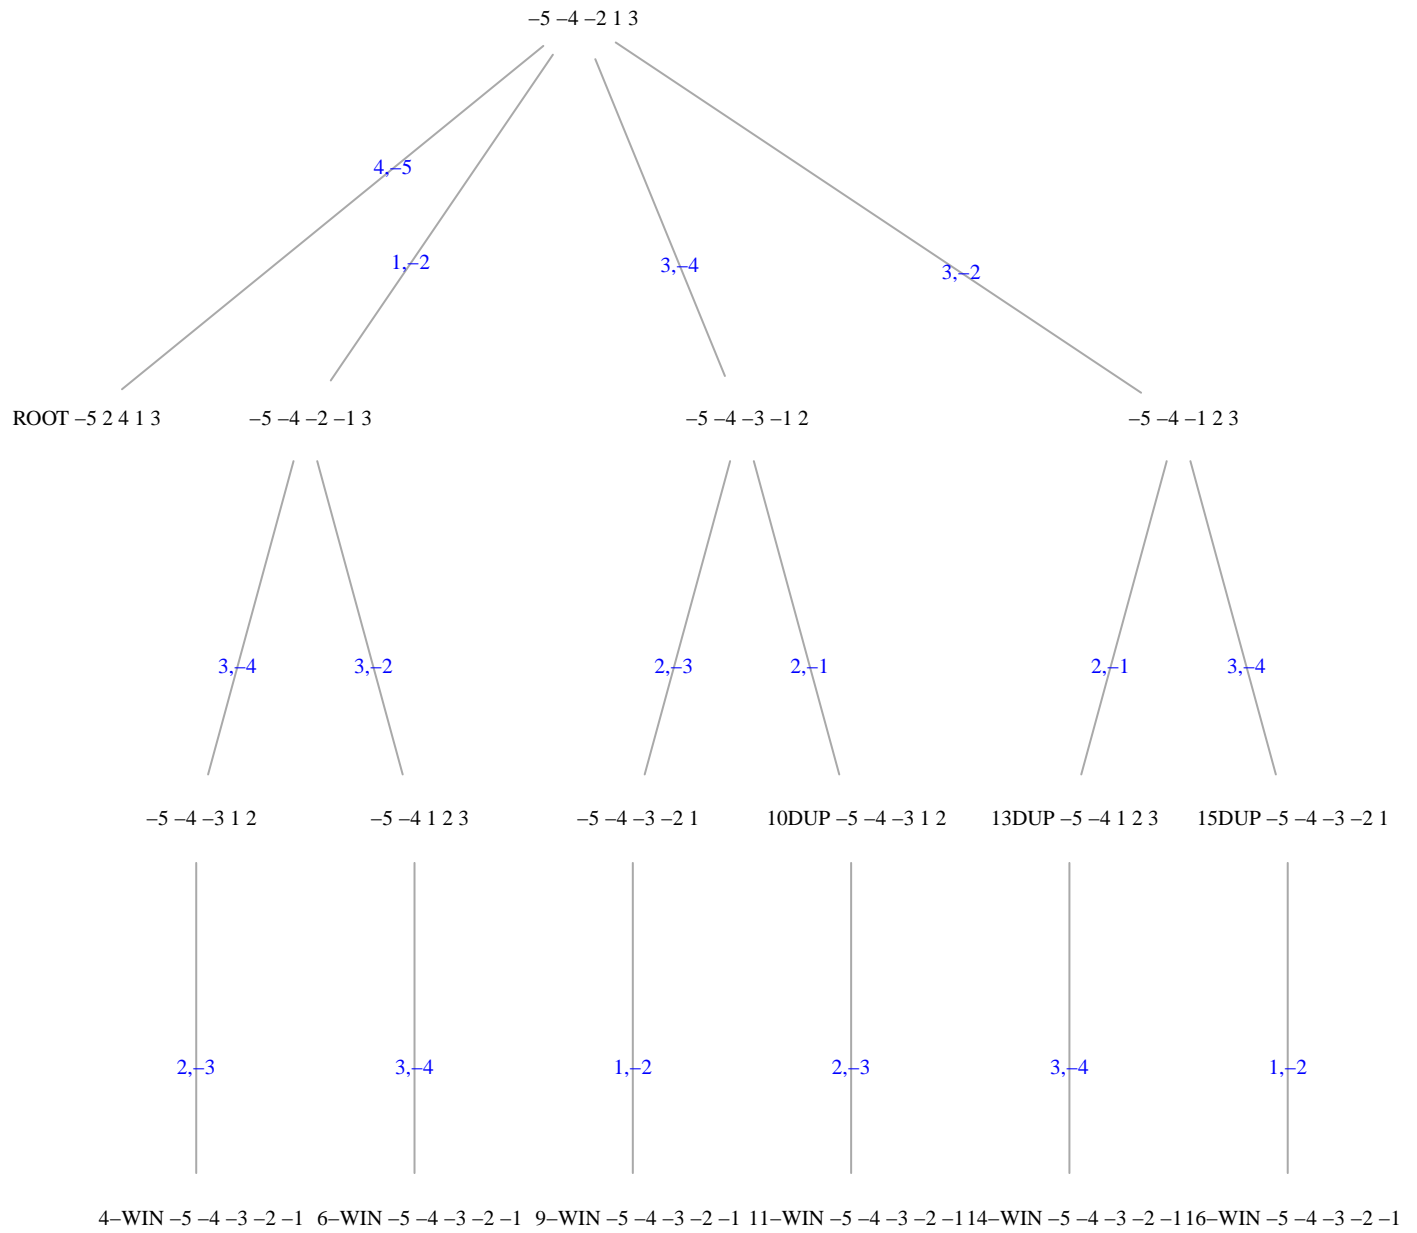 –5 –4 –2 1 3
4,–5
1,–2
3,–4
3,–2
ROOT –5 2 4 1 3
–5 –4 –2 –1 3
–5 –4 –3 –1 2
–5 –4 –1 2 3
3,–4
3,–2
2,–3
2,–1
2,–1
3,–4
–5 –4 –3 1 2
–5 –4 1 2 3
–5 –4 –3 –2 1
10DUP –5 –4 –3 1 2
13DUP –5 –4 1 2 3
15DUP –5 –4 –3 –2 1
2,–3
3,–4
1,–2
2,–3
3,–4
1,–2
4–WIN –5 –4 –3 –2 –1
6–WIN –5 –4 –3 –2 –1
9–WIN –5 –4 –3 –2 –1
11–WIN –5 –4 –3 –2 –1
14–WIN –5 –4 –3 –2 –1
16–WIN –5 –4 –3 –2 –1